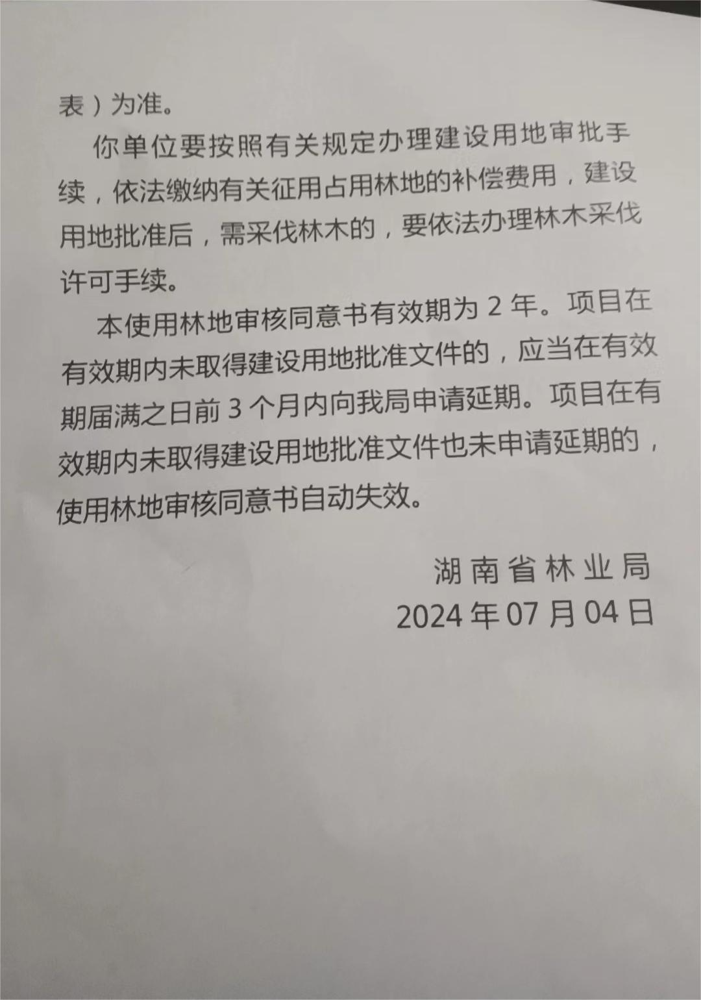 表）为准。
你单位要按照有关规定办理建设用地审批手
续，依法缴纳有关征用占用林地的补偿费用，建设
用地批准后，需采伐林木的，要依法办理林木采伐
许可手续。
本使用林地审核同意书有效期为 2 年。项目在
有效期内未取得建设用地批准文件的，应当在有效
期届满之日前 3 个月内向我局申请延期。项目在有
效期内未取得建设用地批准文件也未申请延期的，
使用林地审核同意书自动失效。
湖南省林业局
2024 年 07 月 04 日